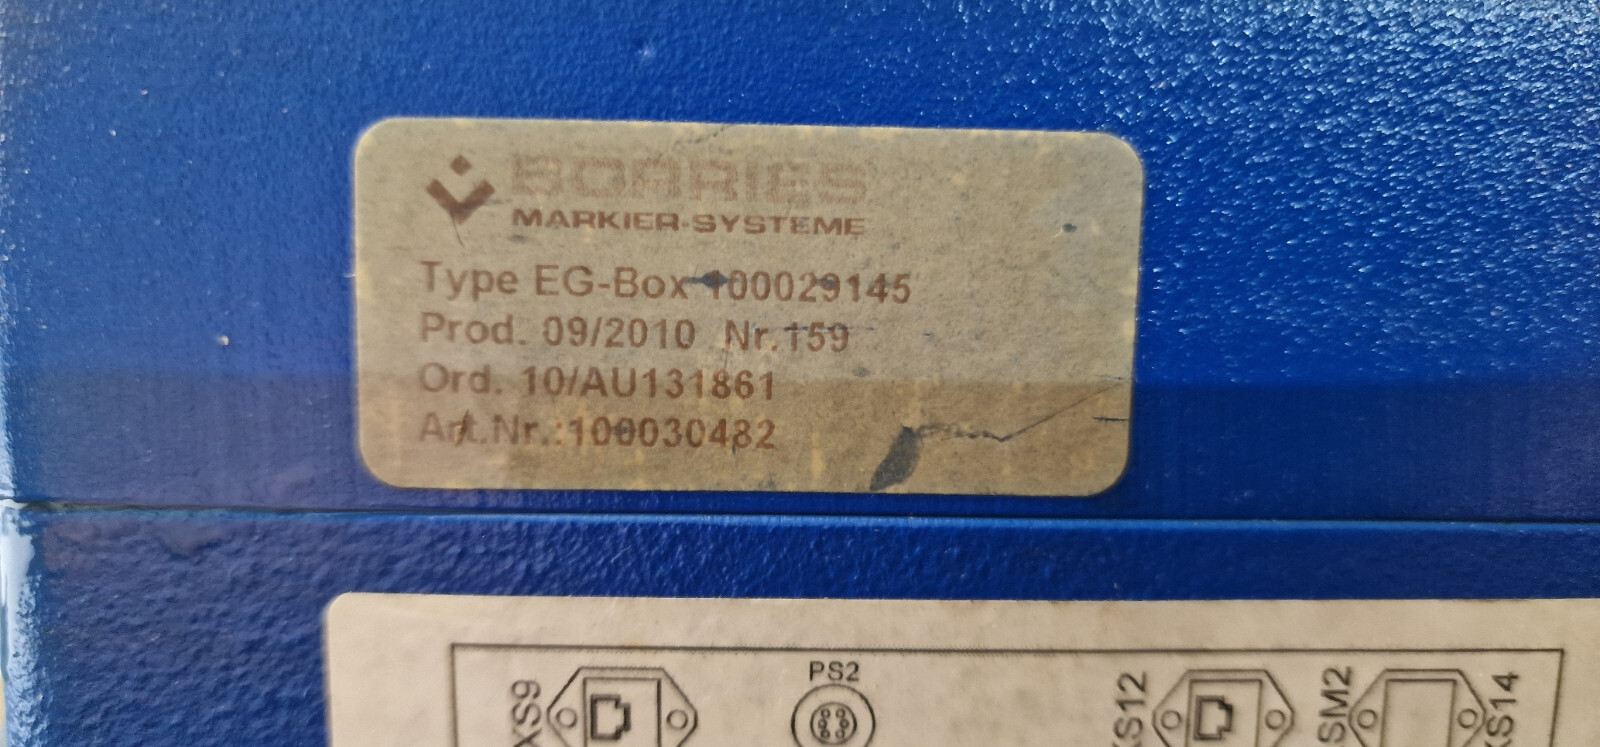 BORRIES
MARKIER-SYSTEME
Type EG-Box 100029145
Prod. 09/2010 Nr.159
Ord. 10/AU131861
Art.Nr.:100030482
XS9
PS2
XS12
SM2
XS14